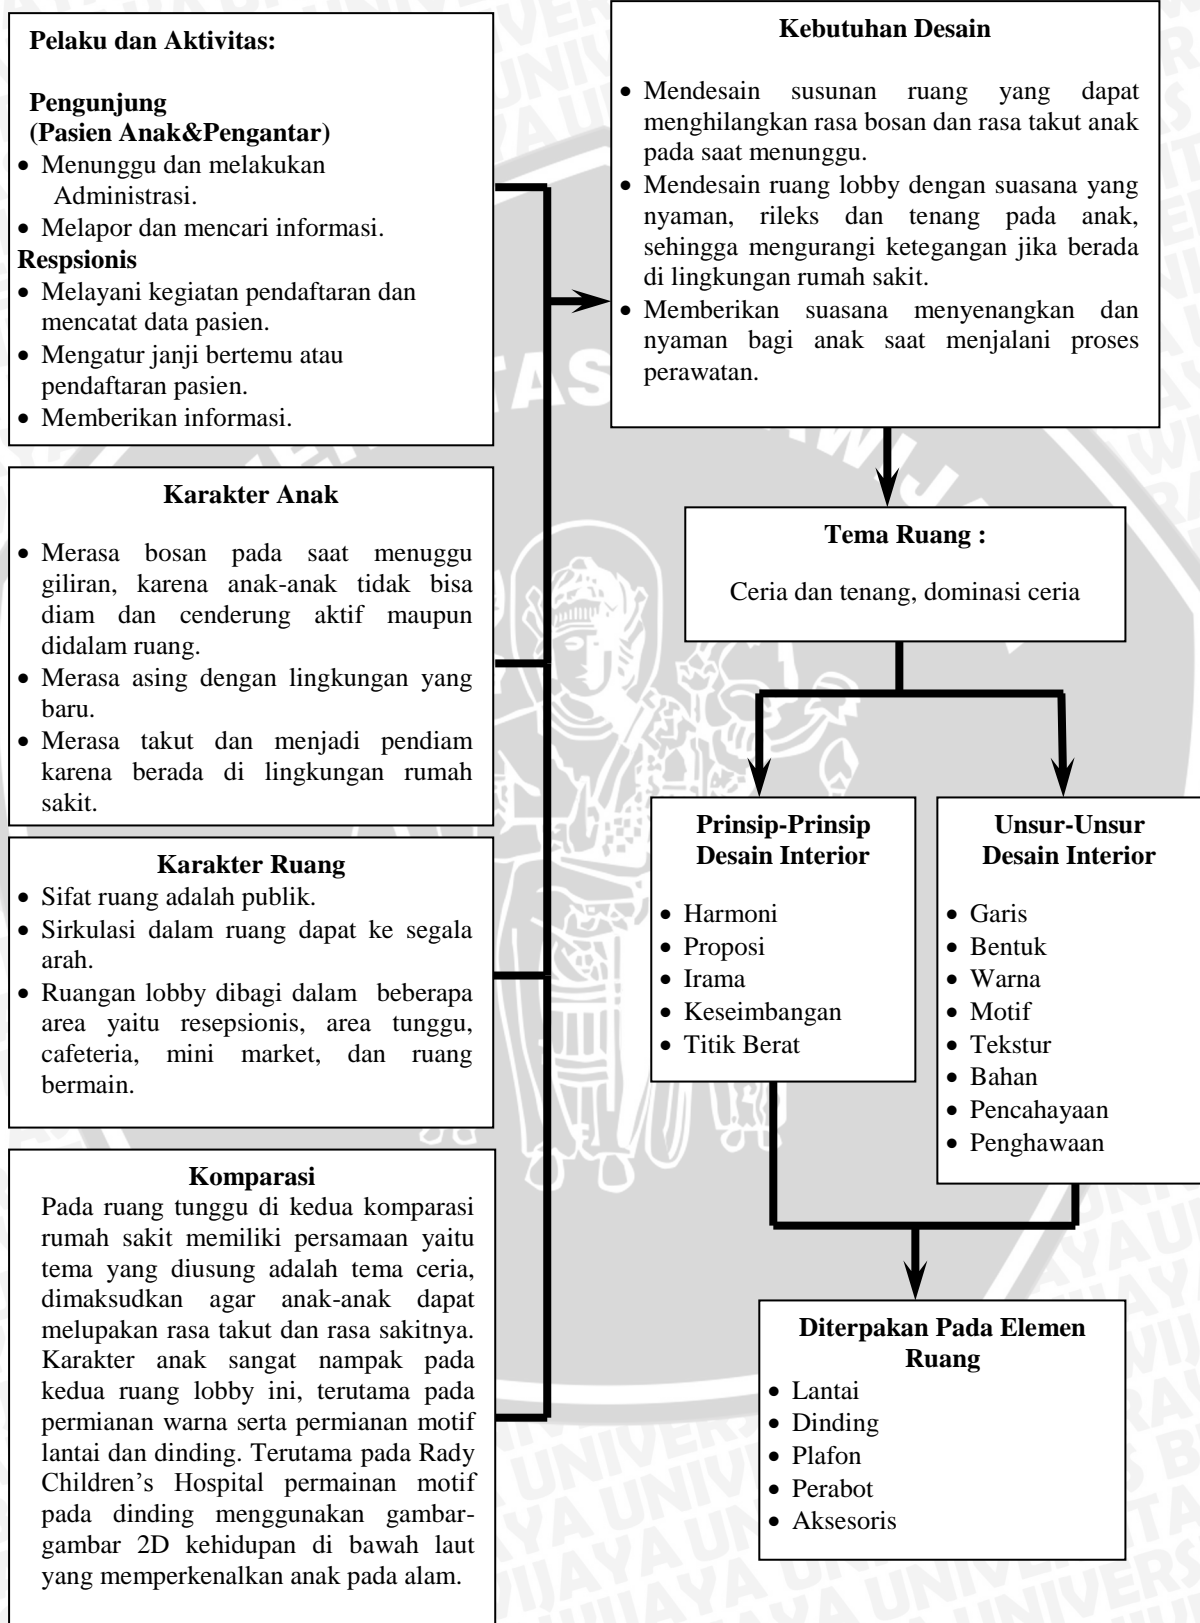 Pelaku dan Aktivitas:
Pengunjung
(Pasien Anak&Pengantar)
• Menunggu dan melakukan
Administrasi.
• Melapor dan mencari informasi.
Respsionis
• Melayani kegiatan pendaftaran dan
mencatat data pasien.
• Mengatur janji bertemu atau
pendaftaran pasien.
• Memberikan informasi.
Karakter Anak
• Merasa bosan pada saat menuggu
giliran, karena anak-anak tidak bisa
diam dan cenderung aktif maupun
didalam ruang.
• Merasa asing dengan lingkungan yang
baru.
• Merasa takut dan menjadi pendiam
karena berada di lingkungan rumah
sakit.
Karakter Ruang
• Sifat ruang adalah publik.
• Sirkulasi dalam ruang dapat ke segala
arah.
• Ruangan lobby dibagi dalam beberapa
area yaitu resepsionis, area tunggu,
cafeteria, mini market, dan ruang
bermain.
Komparasi
Pada ruang tunggu di kedua komparasi
rumah sakit memiliki persamaan yaitu
tema yang diusung adalah tema ceria,
dimaksudkan agar anak-anak dapat
melupakan rasa takut dan rasa sakitnya.
Karakter anak sangat nampak pada
kedua ruang lobby ini, terutama pada
permianan warna serta permianan motif
lantai dan dinding. Terutama pada Rady
Children’s Hospital permainan motif
pada dinding menggunakan gambar-
gambar 2D kehidupan di bawah laut
yang memperkenalkan anak pada alam.
Kebutuhan Desain
• Mendesain susunan ruang yang dapat
menghilangkan rasa bosan dan rasa takut anak
pada saat menunggu.
• Mendesain ruang lobby dengan suasana yang
nyaman, rileks dan tenang pada anak,
sehingga mengurangi ketegangan jika berada
di lingkungan rumah sakit.
• Memberikan suasana menyenangkan dan
nyaman bagi anak saat menjalani proses
perawatan.
Tema Ruang :
Ceria dan tenang, dominasi ceria
Prinsip-Prinsip
Desain Interior
• Harmoni
• Proposi
• Irama
• Keseimbangan
• Titik Berat
Unsur-Unsur
Desain Interior
• Garis
• Bentuk
• Warna
• Motif
• Tekstur
• Bahan
• Pencahayaan
• Penghawaan
Diterpakan Pada Elemen
Ruang
• Lantai
• Dinding
• Plafon
• Perabot
• Aksesoris